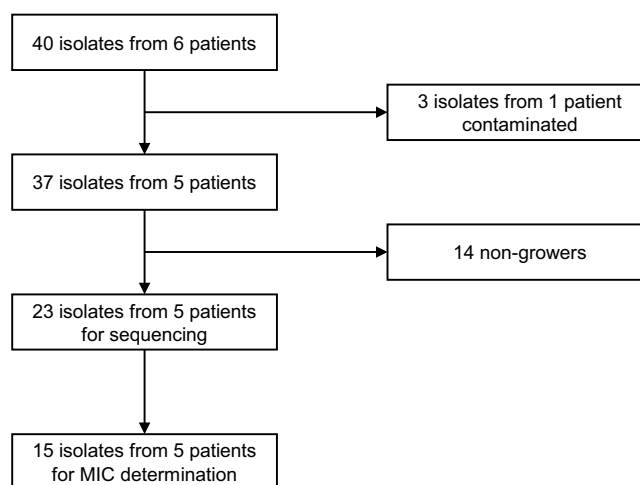 40 isolates from 6 patients
3 isolates from 1 patient
contaminated
37 isolates from 5 patients
14 non-growers
23 isolates from 5 patients
for sequencing
15 isolates from 5 patients
for MIC determination